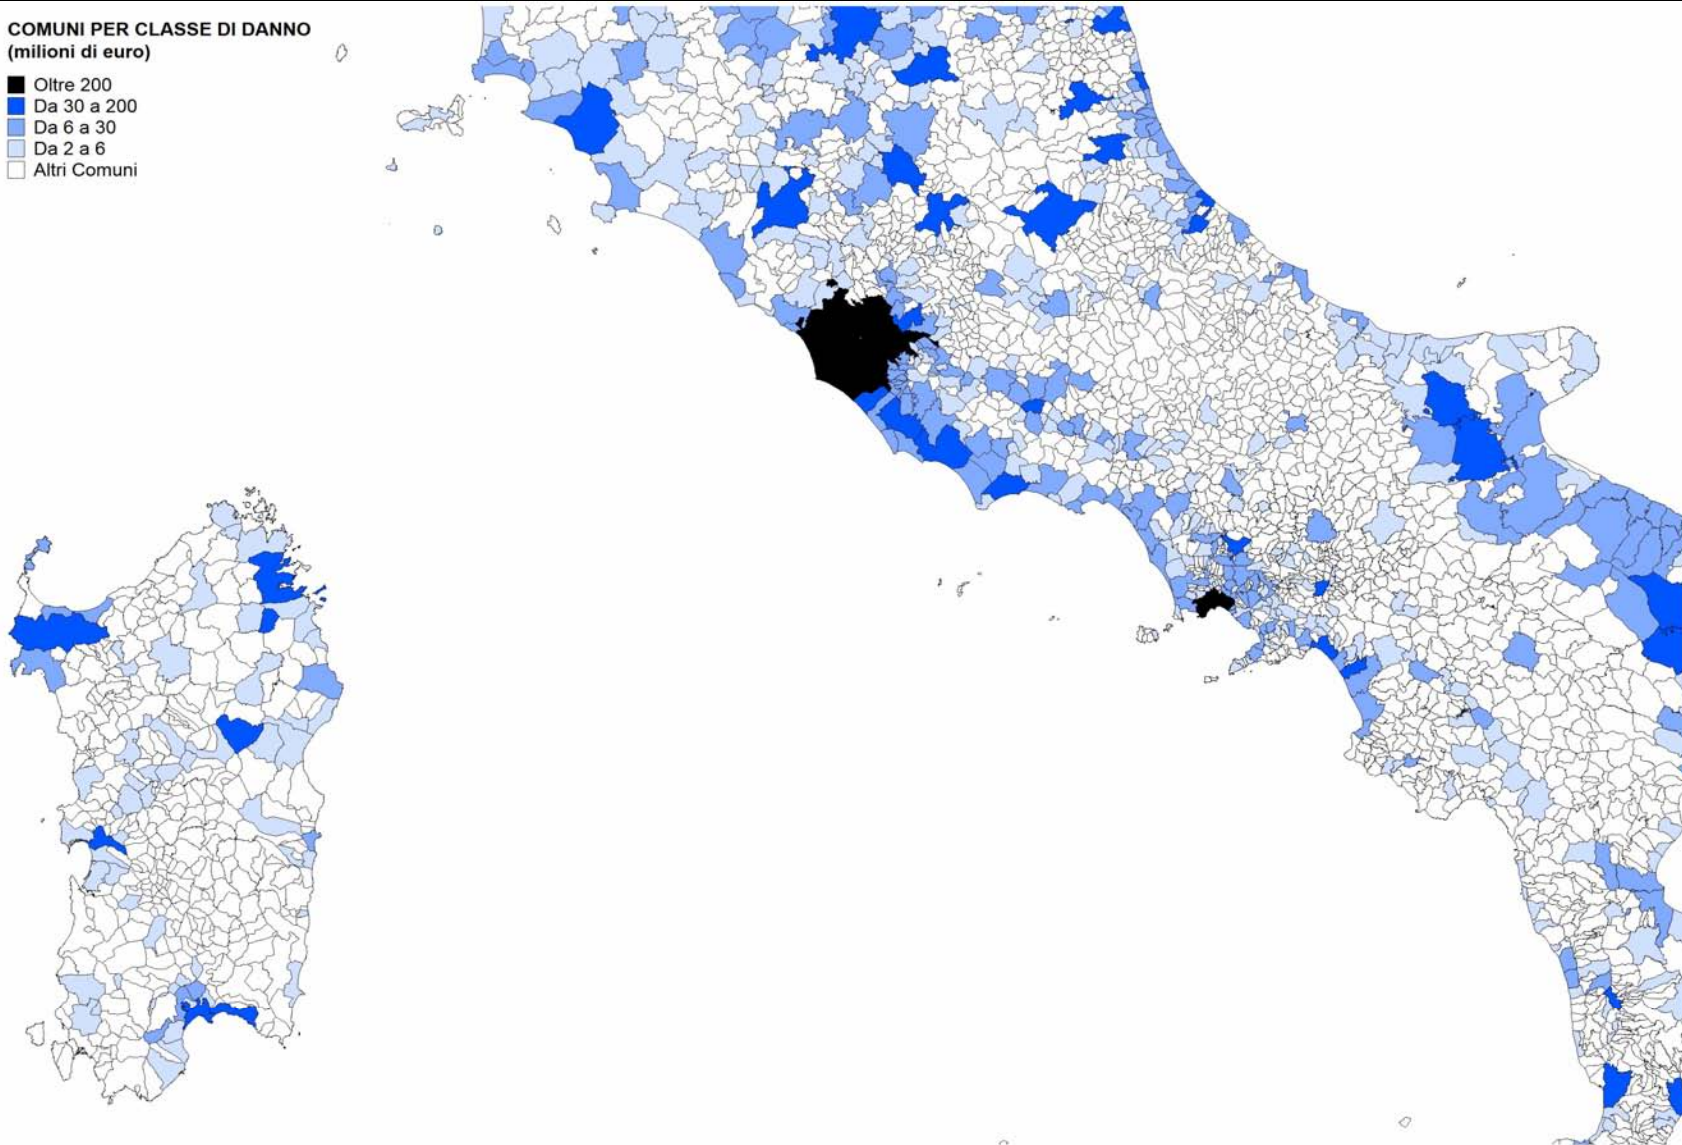 COMUNI PER CLASSE DI DANNO
(milioni di euro)
Oltre 200
Da 30 a 200
Da 6 a 30
Da 2 a 6
Altri Comuni